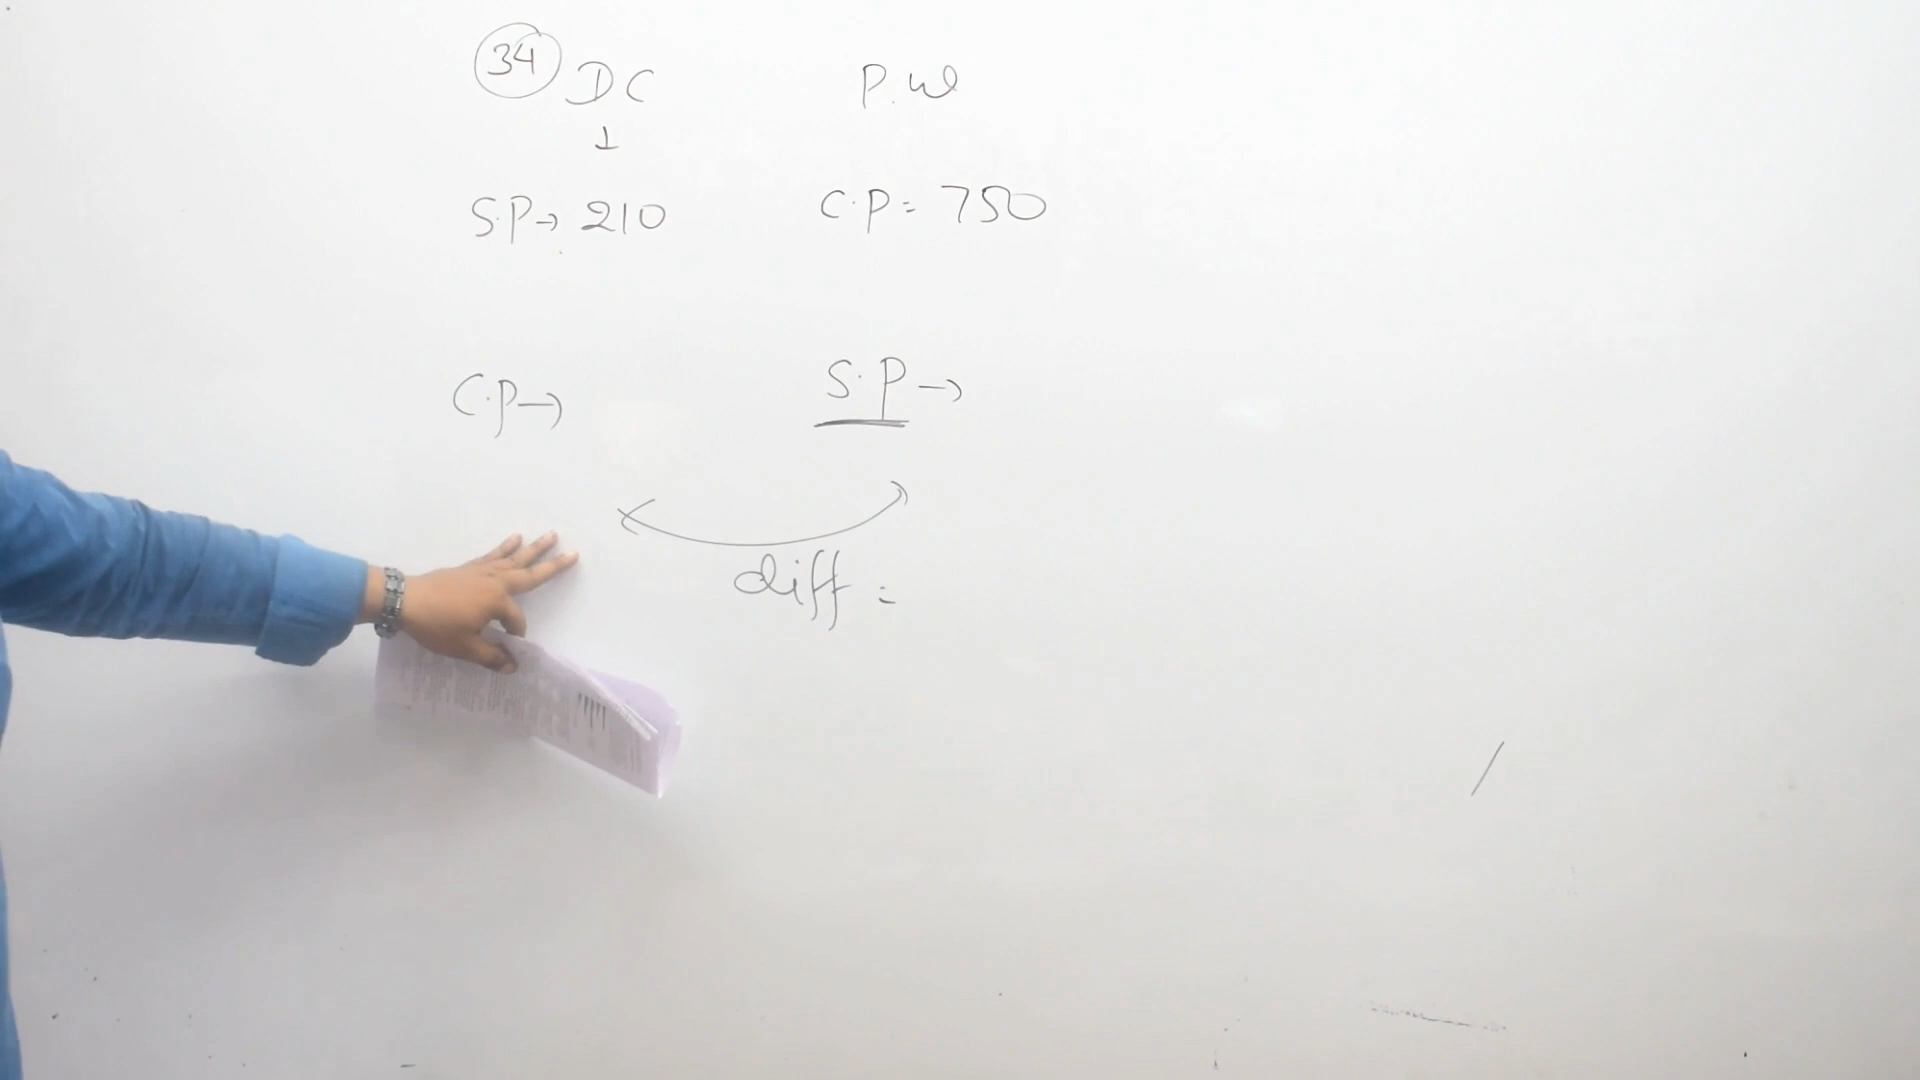 34 DC P.W
↓
S.P→ 210 C.P= 750
C.P→ S.P→
diff =